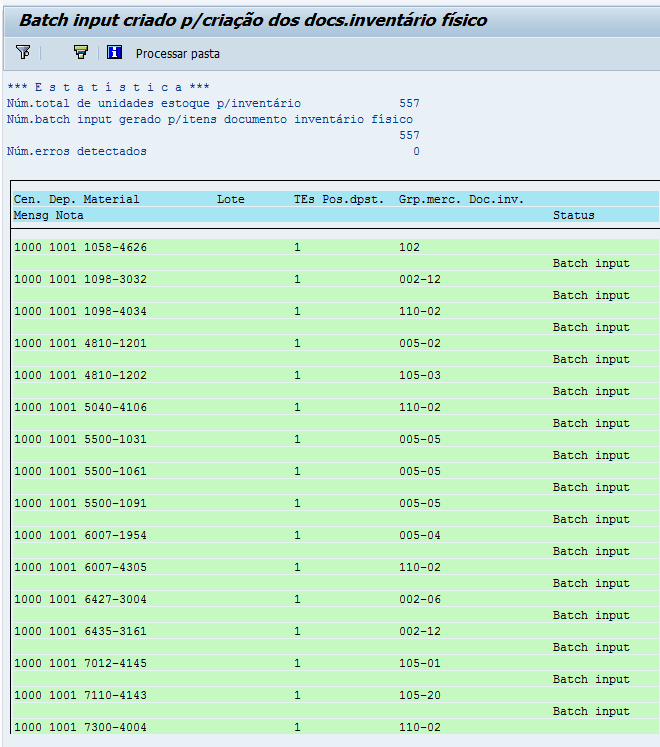 Batch input criado p/criação dos docs.inventário físico
Processar pasta
*** E s t a t í s t i c a ***
Núm.total de unidades estoque p/inventário 557
Núm.batch input gerado p/itens documento inventário físico
557
Núm.erros detectados 0
Cen. Dep. Material Lote TEs Pos.dpst. Grp.merc. Doc.inv.
Mensg Nota Status
1000 1001 1058-4626 1 102
Batch input
1000 1001 1098-3032 1 002-12
Batch input
1000 1001 1098-4034 1 110-02
Batch input
1000 1001 4810-1201 1 005-02
Batch input
1000 1001 4810-1202 1 105-03
Batch input
1000 1001 5040-4106 1 110-02
Batch input
1000 1001 5500-1031 1 005-05
Batch input
1000 1001 5500-1061 1 005-05
Batch input
1000 1001 5500-1091 1 005-05
Batch input
1000 1001 6007-1954 1 005-04
Batch input
1000 1001 6007-4305 1 110-02
Batch input
1000 1001 6427-3004 1 002-06
Batch input
1000 1001 6435-3161 1 002-12
Batch input
1000 1001 7012-4145 1 105-01
Batch input
1000 1001 7110-4143 1 105-20
Batch input
1000 1001 7300-4004 1 110-02